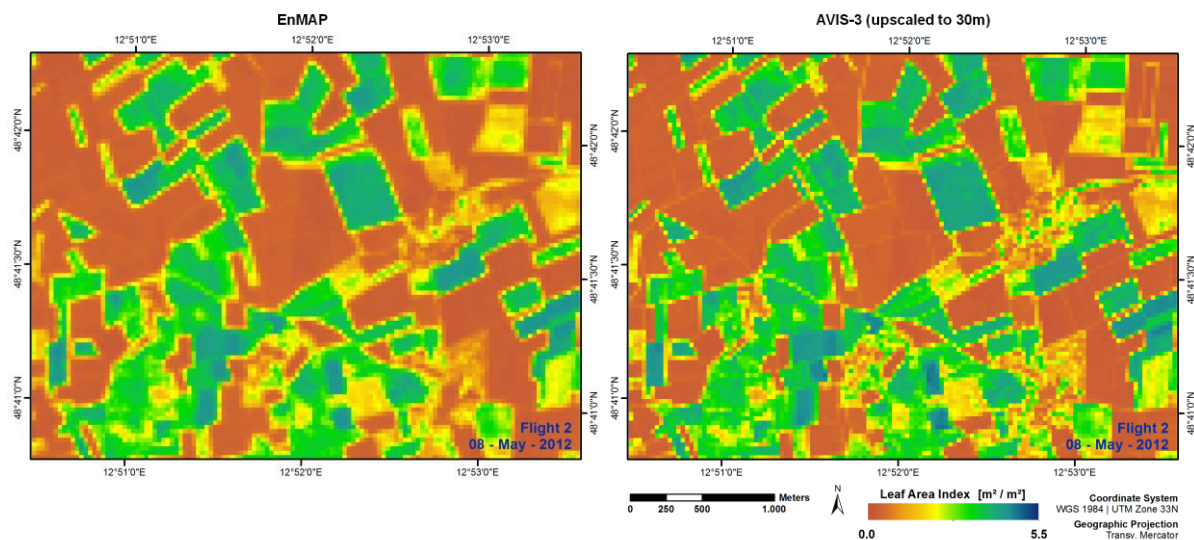 EnMAP
AVIS-3 (upscaled to 30m)
12°51'0"E 12°52'0"E 12°53'0"E
12°51'0"E 12°52'0"E 12°53'0"E
48°42'0"N
48°41'30"N
48°41'0"N
48°42'0"N
48°41'30"N
48°41'0"N
48°42'0"N
48°41'30"N
48°41'0"N
48°42'0"N
48°41'30"N
48°41'0"N
Flight 2
08 - May - 2012
Flight 2
08 - May - 2012
12°51'0"E 12°52'0"E 12°53'0"E
12°51'0"E 12°52'0"E 12°53'0"E
0 250 500 1.000 Meters
N
Leaf Area Index [m² / m²]
0.0 5.5
Coordinate System
WGS 1984 | UTM Zone 33N
Geographic Projection
Transv. Mercator